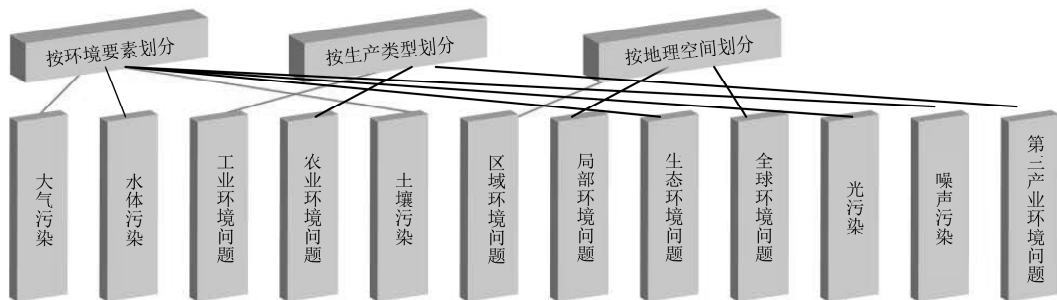 按环境要素划分
按生产类型划分
按地理空间划分
大气污染
水体污染
工业环境问题
农业环境问题
土壤污染
区域环境问题
局部环境问题
生态环境问题
全球环境问题
光污染
噪声污染
第三产业环境问题